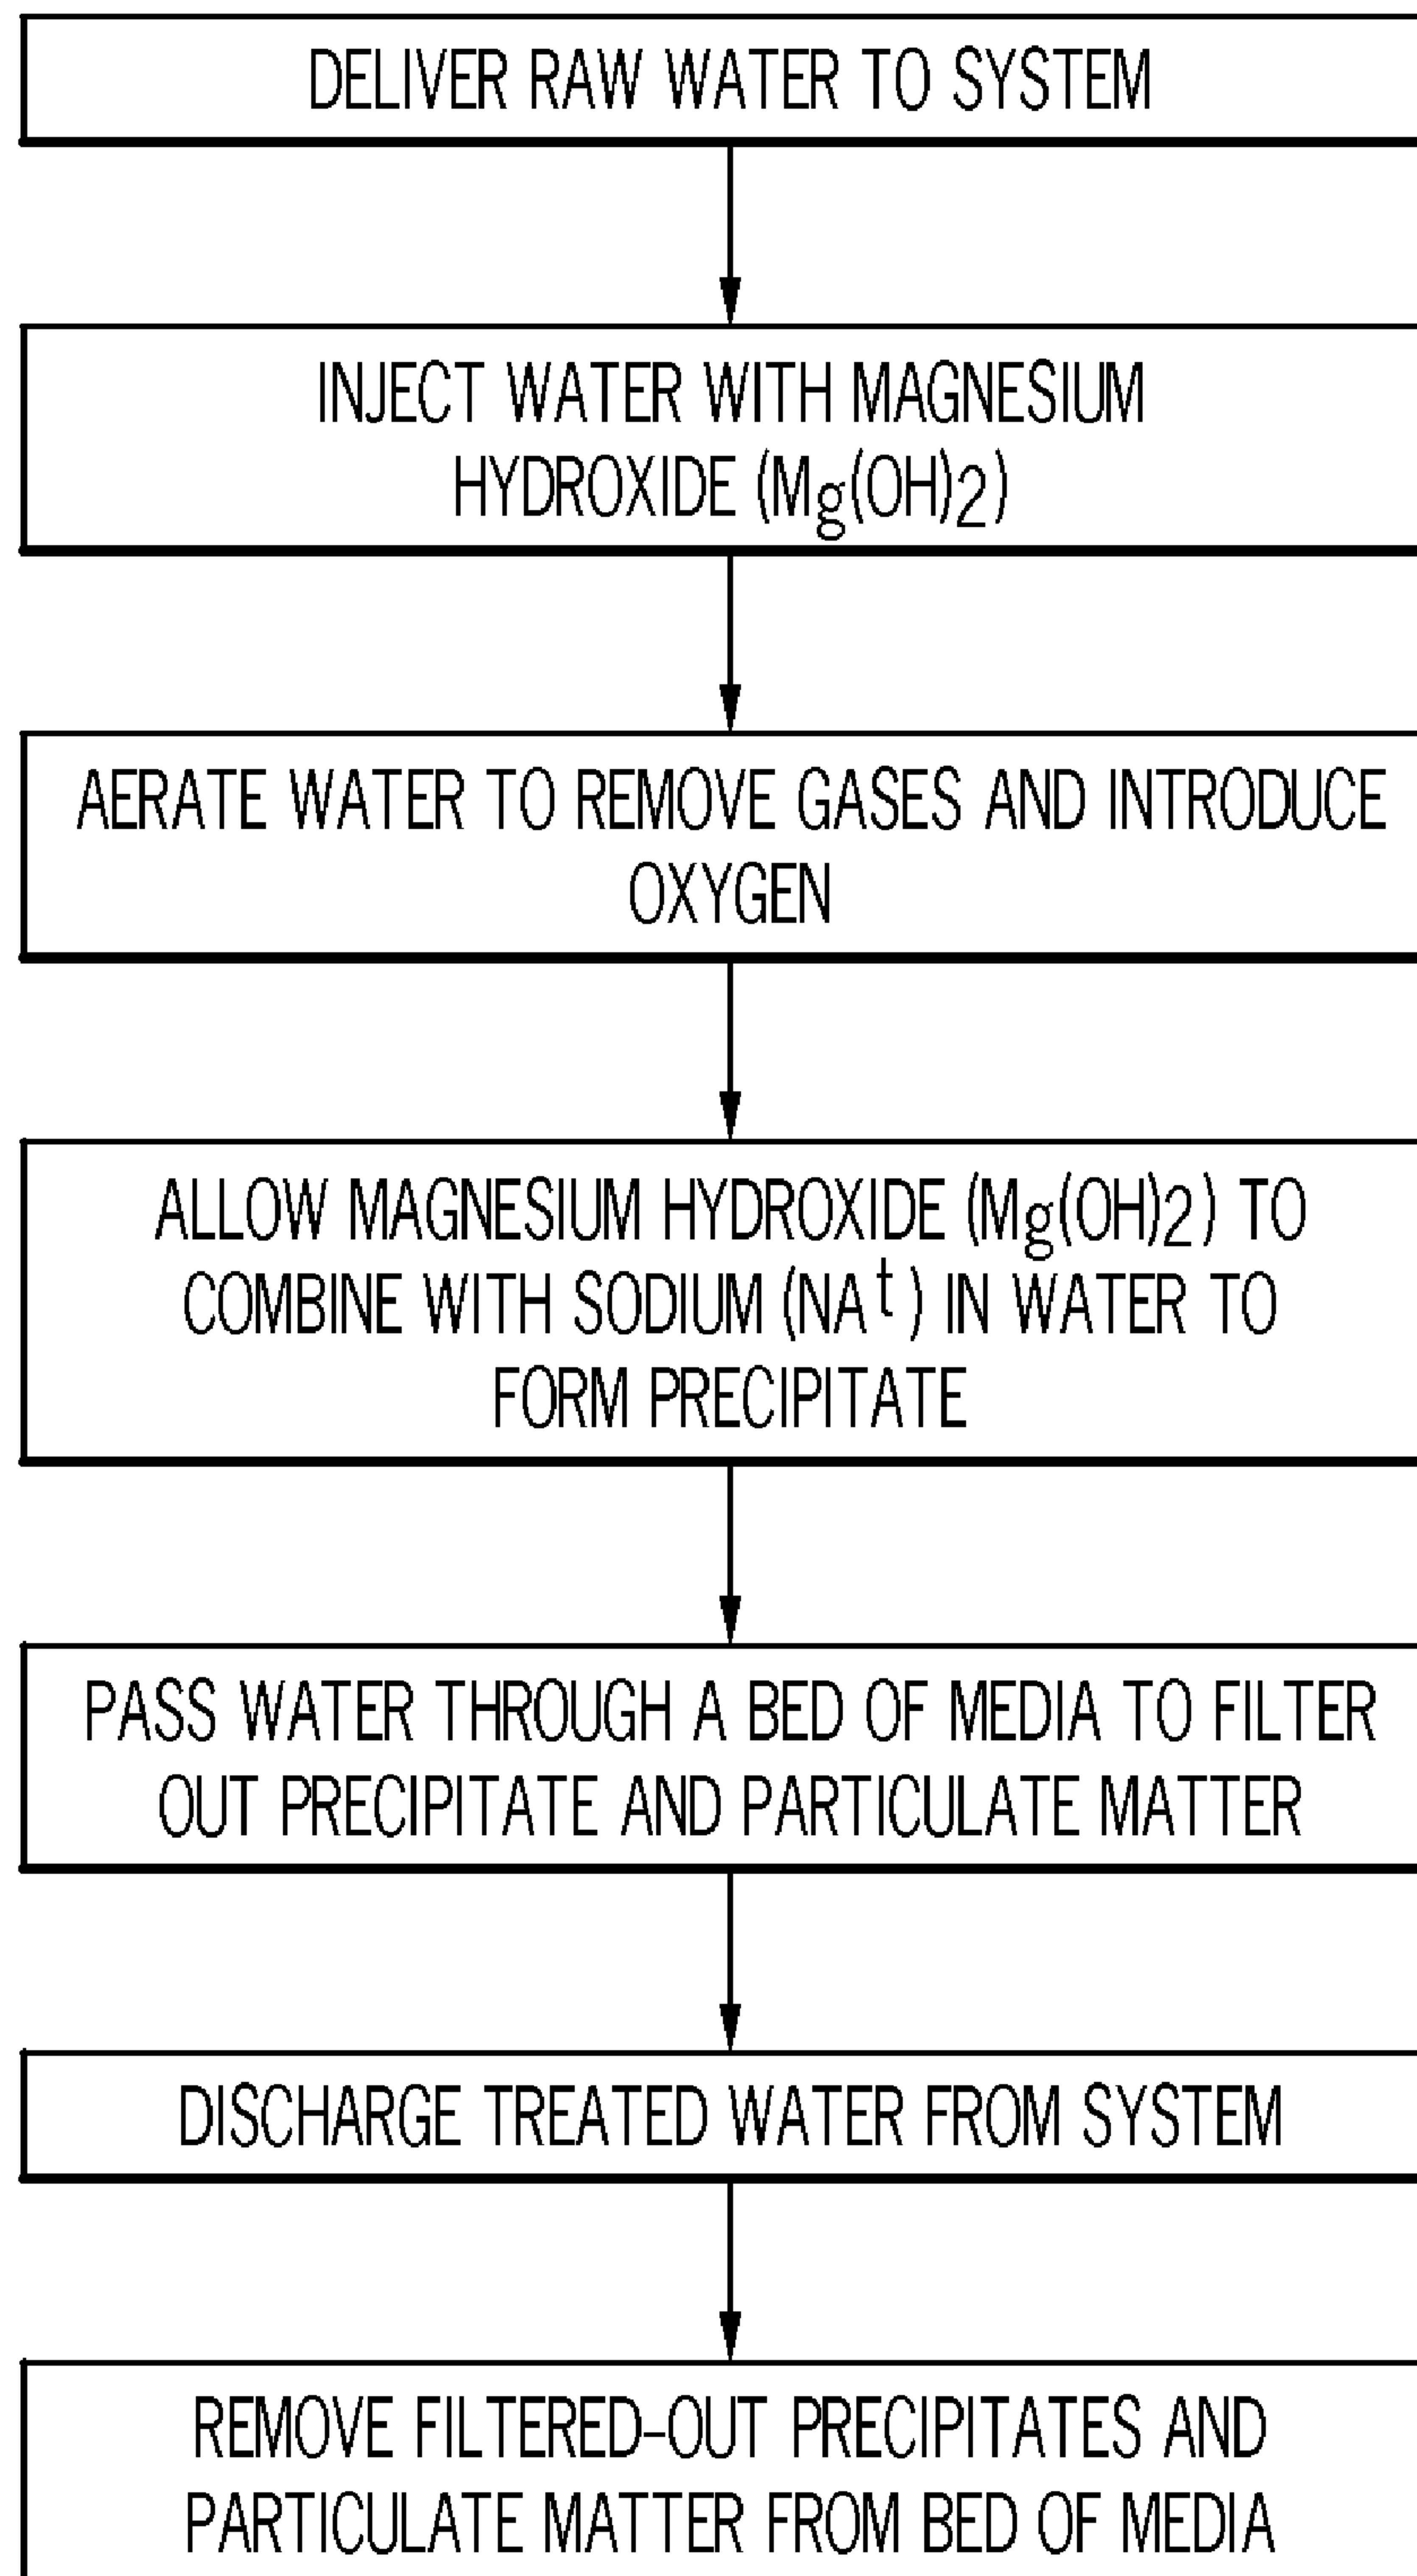 DELIVER RAW WATER TO SYSTEM
INJECT WATER WITH MAGNESIUM
HYDROXIDE (Mg(OH)2)
AERATE WATER TO REMOVE GASES AND INTRODUCE
OXYGEN
ALLOW MAGNESIUM HYDROXIDE (Mg(OH)2) TO
COMBINE WITH SODIUM (NAt) IN WATER TO
FORM PRECIPITATE
PASS WATER THROUGH A BED OF MEDIA TO FILTER
OUT PRECIPITATE AND PARTICULATE MATTER
DISCHARGE TREATED WATER FROM SYSTEM
REMOVE FILTERED-OUT PRECIPITATES AND
PARTICULATE MATTER FROM BED OF MEDIA